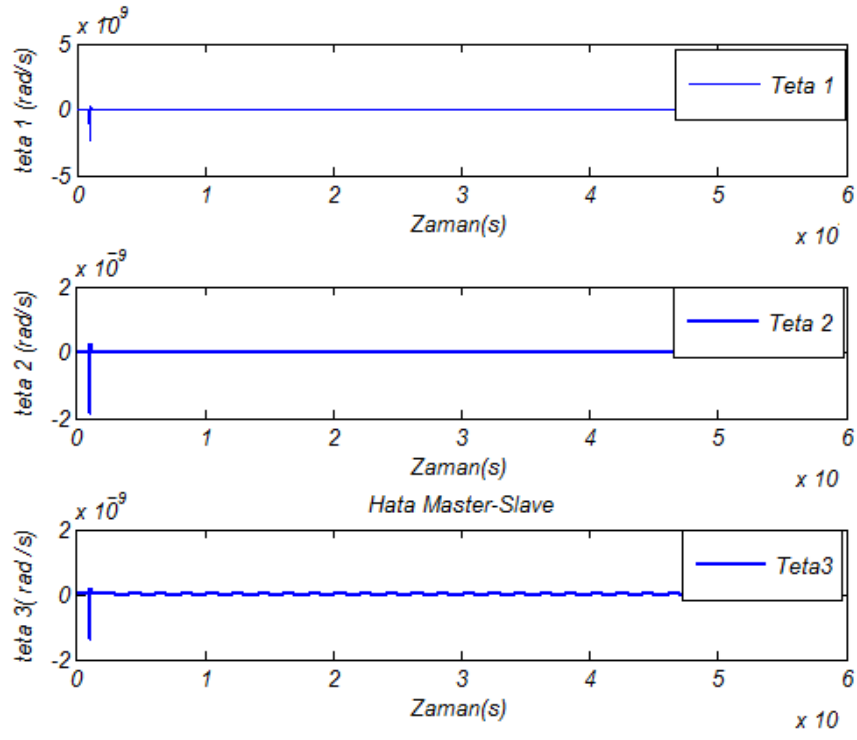 x 10^-9
5
0
-5
teta 1 (rad/s)
Teta 1
0 1 2 3 4 5 6
Zaman(s)
x 10
x 10^-9
2
0
-2
teta 2 (rad/s)
Teta 2
0 1 2 3 4 5 6
Zaman(s)
x 10
Hata Master-Slave
x 10^-9
2
0
-2
teta 3( rad /s)
Teta3
0 1 2 3 4 5 6
Zaman(s)
x 10